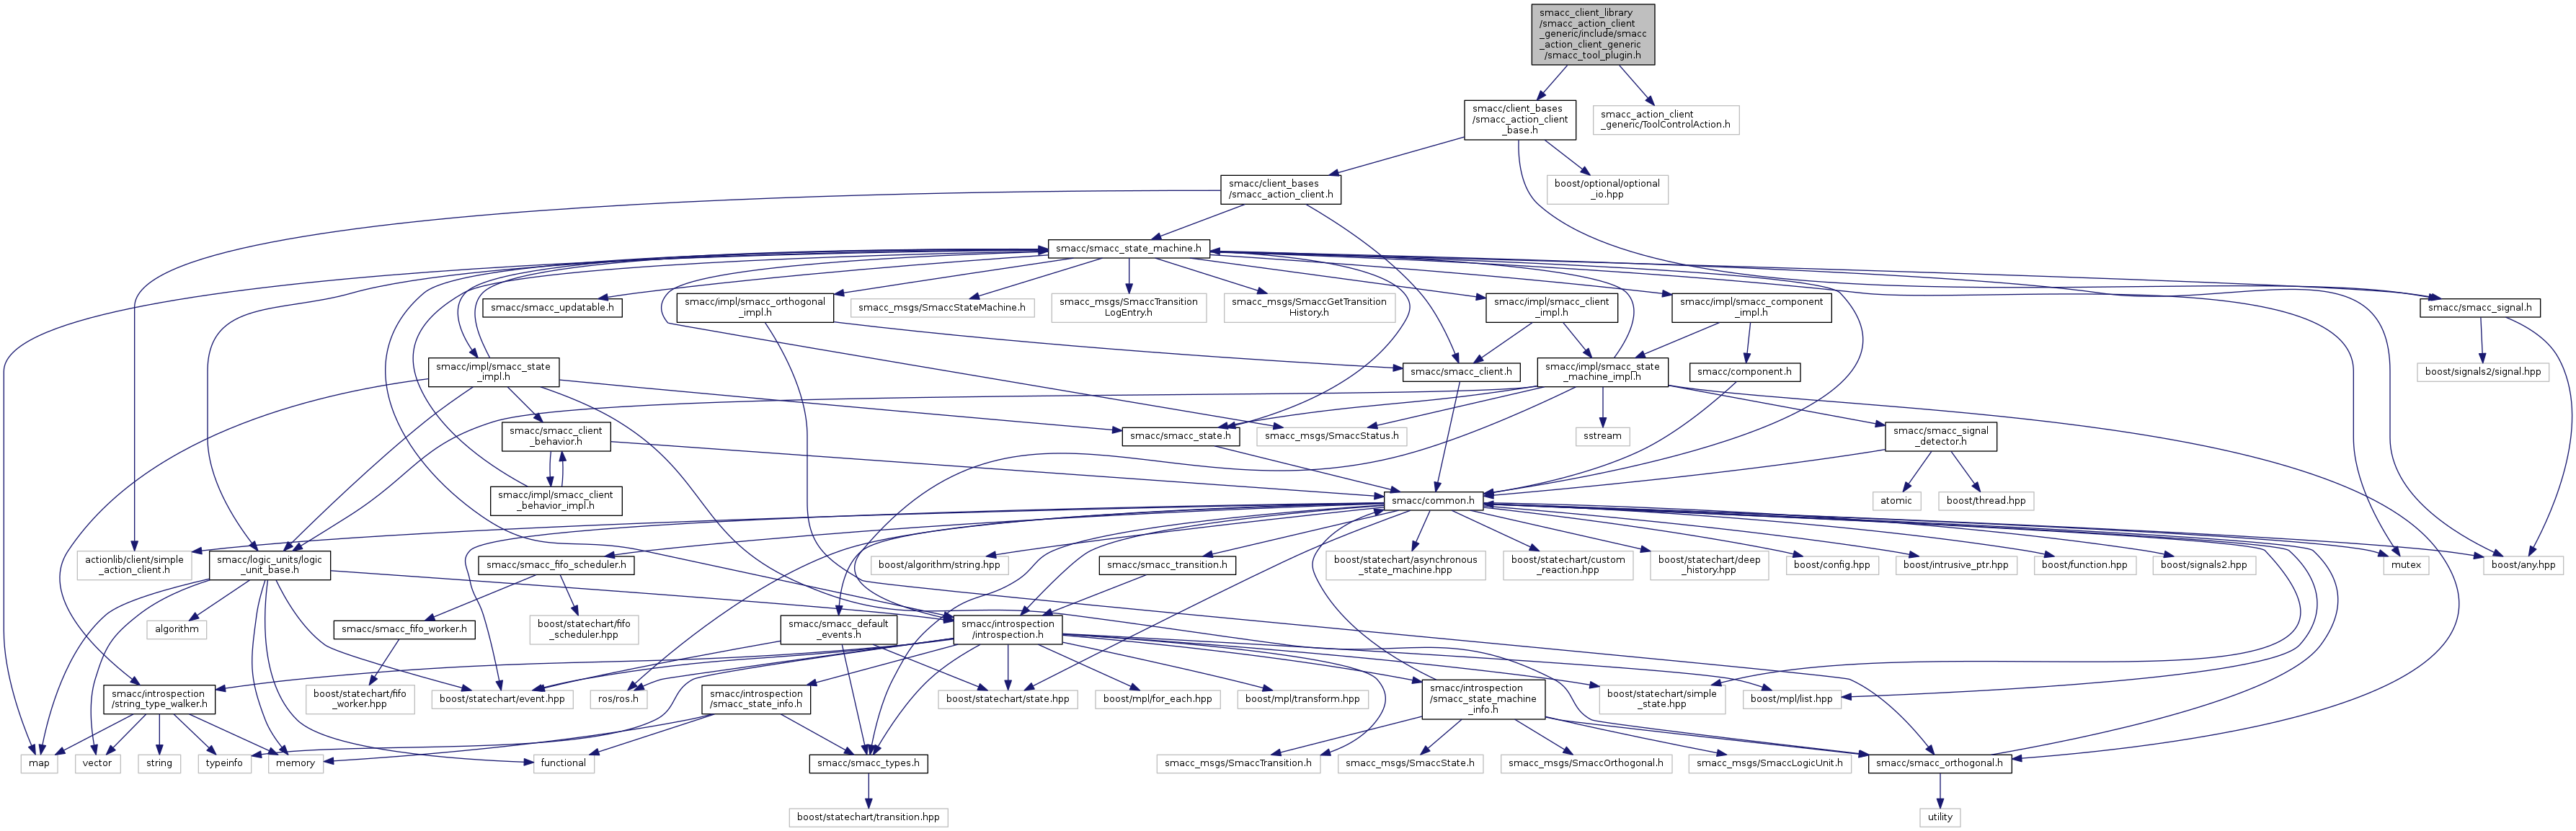 smacc_client_library
/smacc_action_client
_generic/include/smacc
_action_client_generic
/smacc_tool_plugin.h
smacc/client_bases
/smacc_action_client
_base.h
smacc_action_client
_generic/ToolControlAction.h
smacc/client_bases
/smacc_action_client.h
boost/optional/optional
_io.hpp
smacc/smacc_state_machine.h
smacc/smacc_updatable.h
smacc/impl/smacc_orthogonal
_impl.h
smacc_msgs/SmaccStateMachine.h
smacc_msgs/SmaccTransition
LogEntry.h
smacc_msgs/SmaccGetTransition
History.h
smacc/impl/smacc_client
_impl.h
smacc/impl/smacc_component
_impl.h
smacc/smacc_signal.h
smacc/impl/smacc_state
_impl.h
smacc/smacc_client.h
smacc/impl/smacc_state
_machine_impl.h
smacc/component.h
boost/signals2/signal.hpp
smacc/smacc_client
_behavior.h
smacc/smacc_state.h
smacc_msgs/SmaccStatus.h
sstream
smacc/smacc_signal
_detector.h
smacc/impl/smacc_client
_behavior_impl.h
smacc/common.h
atomic
boost/thread.hpp
actionlib/client/simple
_action_client.h
smacc/logic_units/logic
_unit_base.h
smacc/smacc_fifo_scheduler.h
boost/algorithm/string.hpp
smacc/smacc_transition.h
boost/statechart/asynchronous
_state_machine.hpp
boost/statechart/custom
_reaction.hpp
boost/statechart/deep
_history.hpp
boost/config.hpp
boost/intrusive_ptr.hpp
boost/function.hpp
boost/signals2.hpp
mutex
boost/any.hpp
algorithm
smacc/smacc_fifo_worker.h
boost/statechart/fifo
_scheduler.hpp
smacc/smacc_default
_events.h
smacc/introspection
/introspection.h
smacc/introspection
/string_type_walker.h
boost/statechart/fifo
_worker.hpp
boost/statechart/event.hpp
ros/ros.h
smacc/introspection
/smacc_state_info.h
boost/statechart/state.hpp
boost/mpl/for_each.hpp
boost/mpl/transform.hpp
smacc/introspection
/smacc_state_machine
_info.h
boost/statechart/simple
_state.hpp
boost/mpl/list.hpp
map
vector
string
typeinfo
memory
functional
smacc/smacc_types.h
smacc_msgs/SmaccTransition.h
smacc_msgs/SmaccState.h
smacc_msgs/SmaccOrthogonal.h
smacc_msgs/SmaccLogicUnit.h
smacc/smacc_orthogonal.h
boost/statechart/transition.hpp
utility